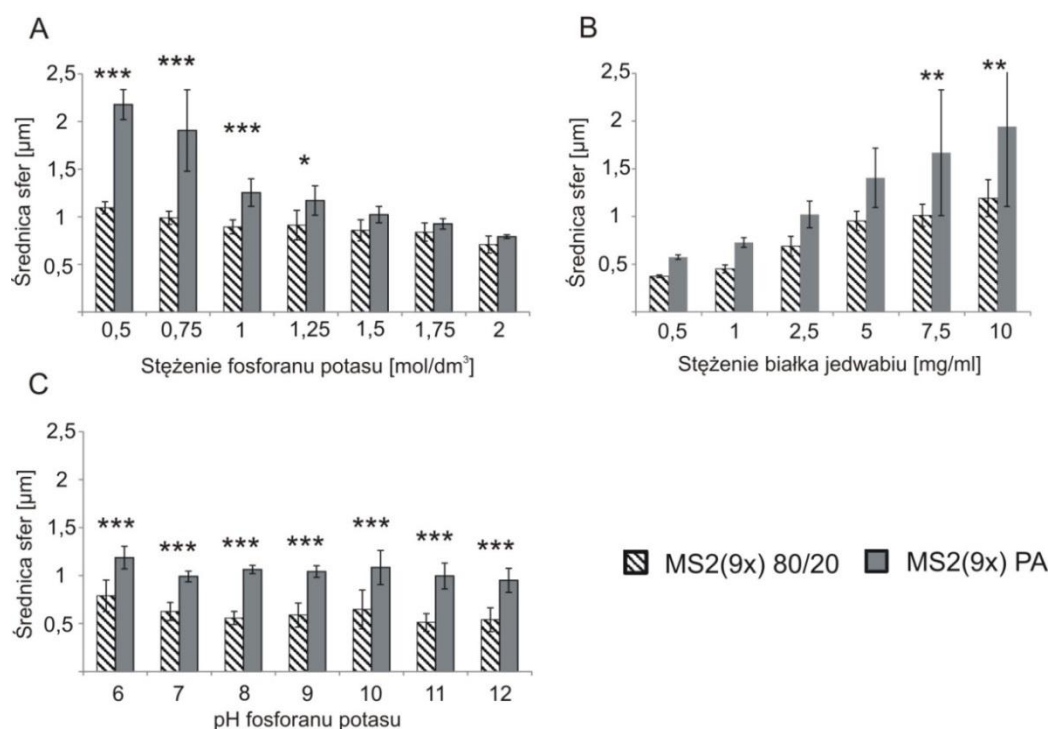 A
Średnica sfer [µm]
2,5
2
1,5
1
0,5
*** *** *** *
0,5 0,75 1 1,25 1,5 1,75 2
Stężenie fosforanu potasu [mol/dm³]
B
Średnica sfer [µm]
2,5
2
1,5
1
0,5
** **
0,5 1 2,5 5 7,5 10
Stężenie białka jedwabiu [mg/ml]
C
Średnica sfer [µm]
2,5
2
1,5
1
0,5
*** *** *** *** *** *** ***
6 7 8 9 10 11 12
pH fosforanu potasu
MS2(9x) 80/20 MS2(9x) PA